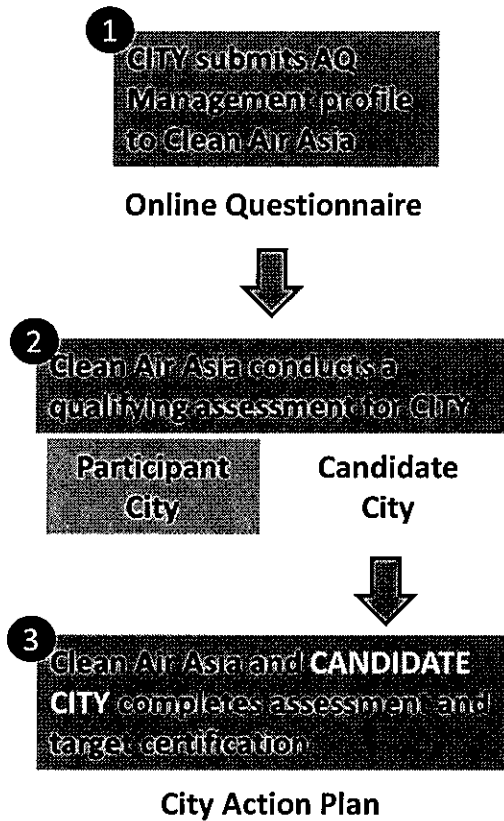 1
CITY submits AQ
Management profile
to Clean Air Asia
Online Questionnaire
2
Clean Air Asia conducts a
qualifying assessment for CITY
Participant
City
Candidate
City
3
Clean Air Asia and CANDIDATE
CITY completes assessment and
target certification
City Action Plan